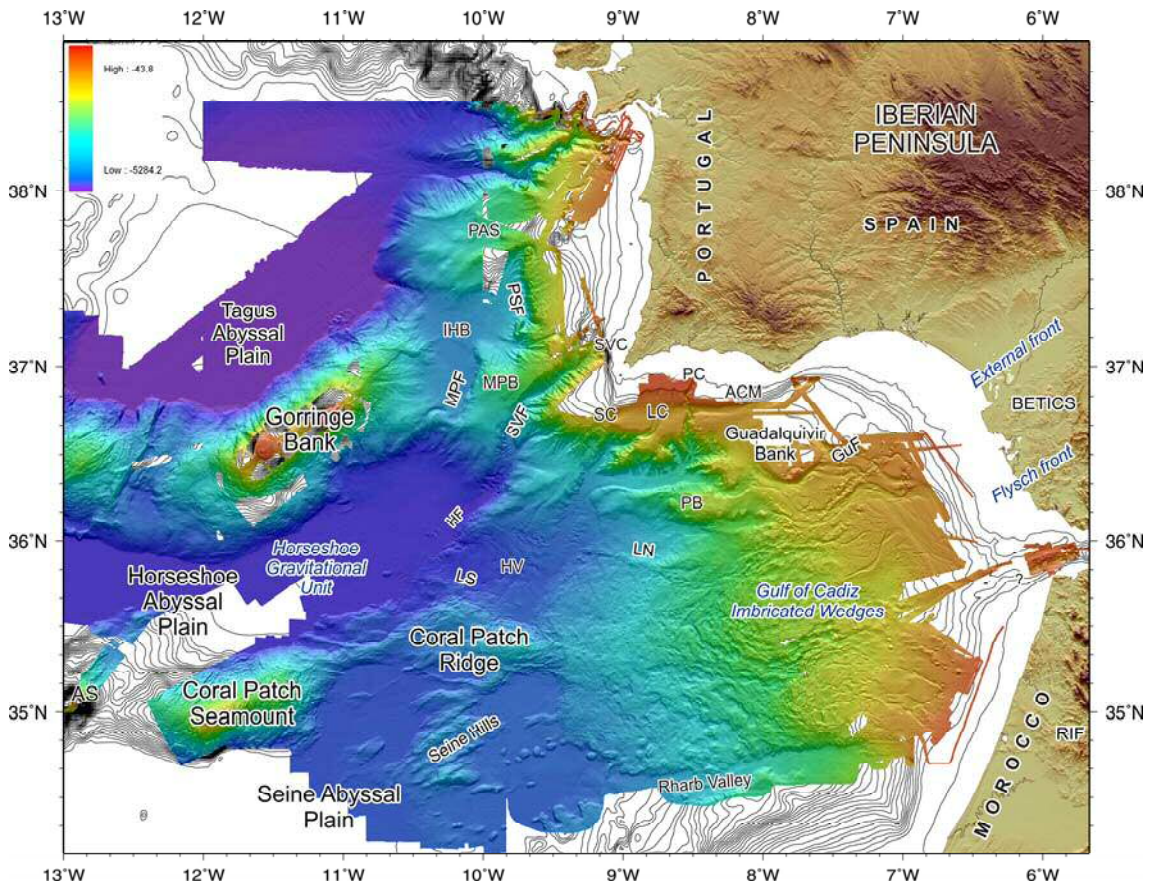 13°W 12°W 11°W 10°W 9°W 8°W 7°W 6°W
High : -43.8
Low : -5284.2
38°N
37°N
36°N
35°N
38°N
37°N
36°N
35°N
IBERIAN
PENINSULA
SPAIN
PORTUGAL
PAS
PSF
Tagus
Abyssal
Plain
IHB
SVC
MPF
MPB
PC
ACM
External front
BETICS
Gorringe
Bank
SVF
SC
LC
Guadalquivir
Bank
GuF
Flysch front
PB
HF
Horseshoe
Gravitational
Unit
LS
HV
LN
Horseshoe
Abyssal
Plain
Gulf of Cadiz
Imbricated Wedges
?
Coral Patch
Ridge
AS
Coral Patch
Seamount
Seine Hills
RIF
MOROCCO
Rharb Valley
Seine Abyssal
Plain
13°W 12°W 11°W 10°W 9°W 8°W 7°W 6°W